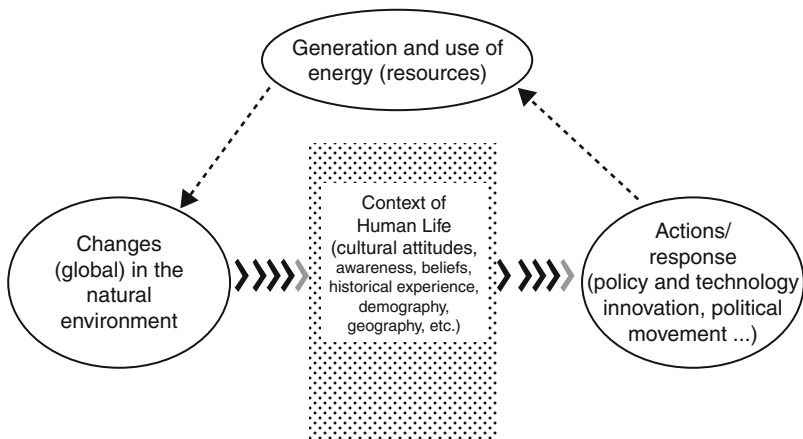 Generation and use of
energy (resources)
Changes
(global) in the
natural
environment
Context of
Human Life
(cultural attitudes,
awareness, beliefs,
historical experience,
demography,
geography, etc.)
Actions/
response
(policy and technology
innovation, political
movement ...)